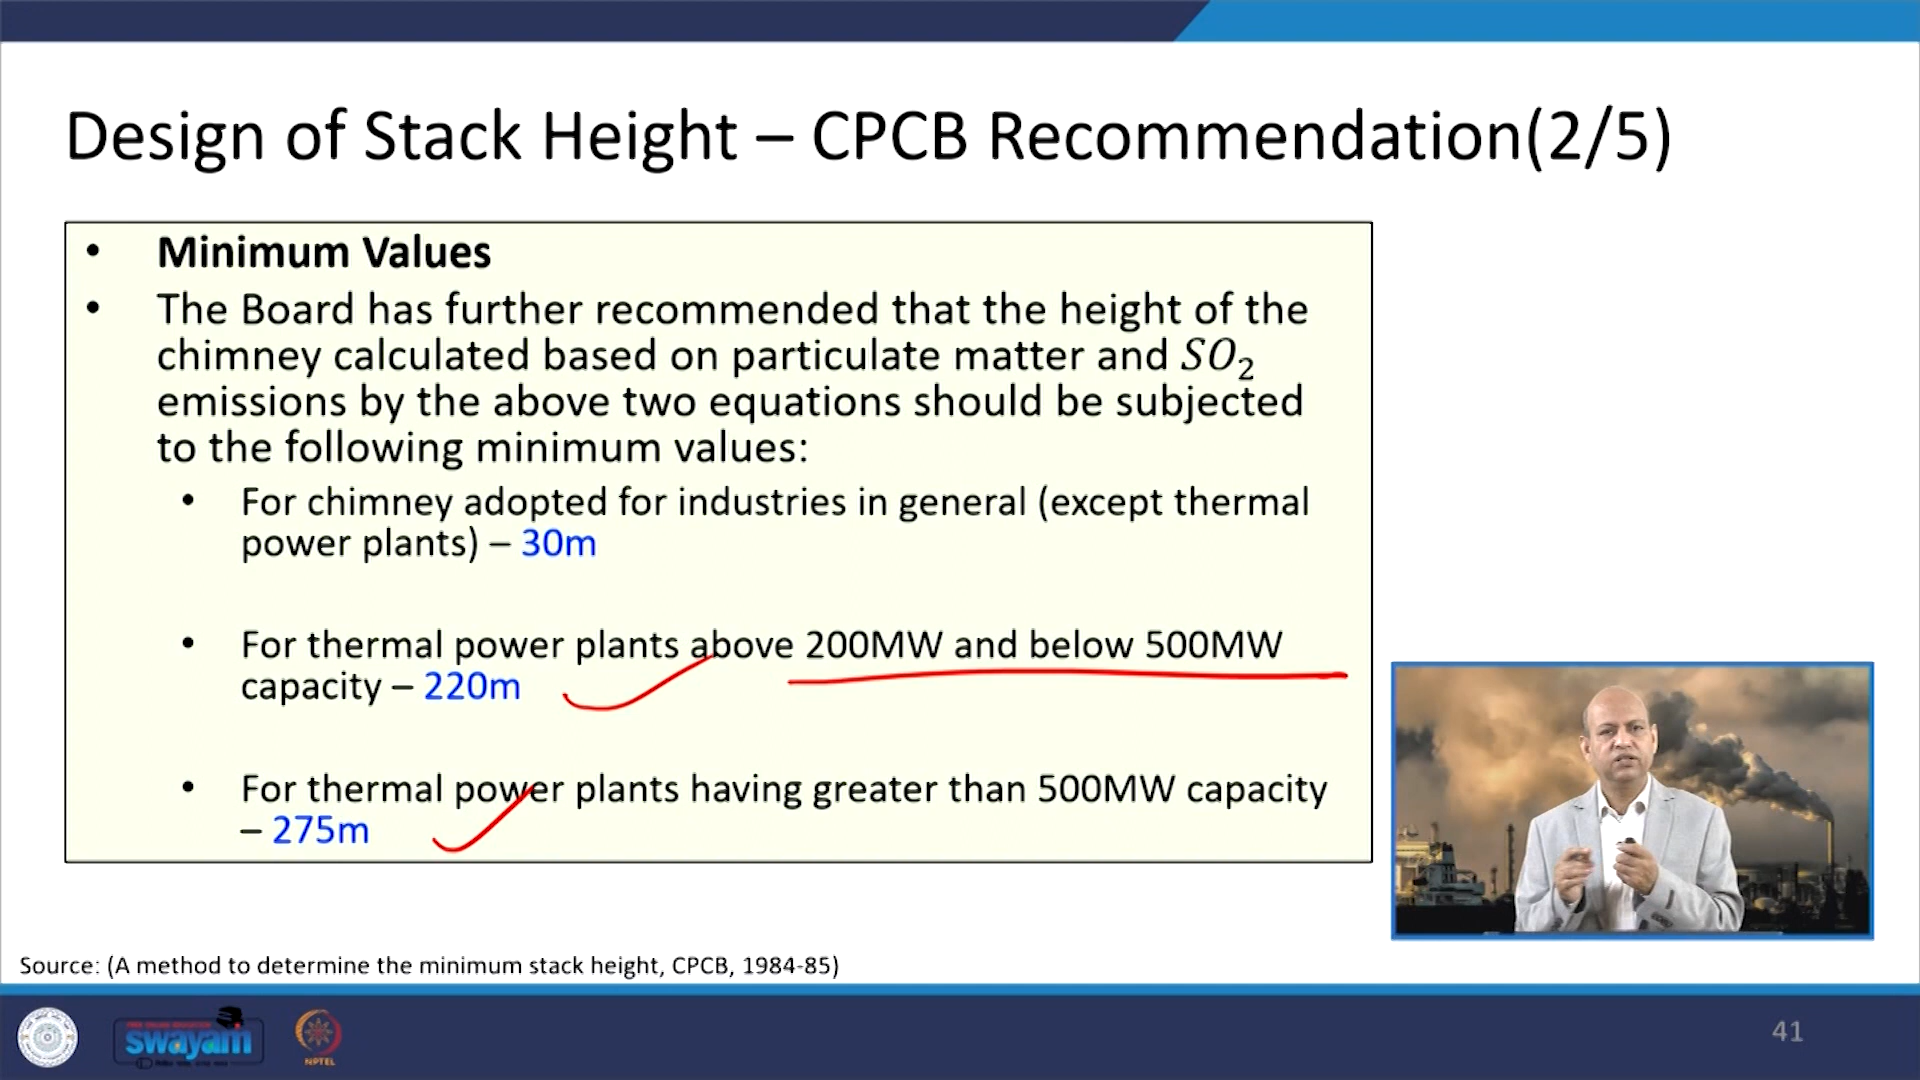 Design of Stack Height – CPCB Recommendation(2/5)
• Minimum Values
• The Board has further recommended that the height of the
chimney calculated based on particulate matter and SO₂
emissions by the above two equations should be subjected
to the following minimum values:
• For chimney adopted for industries in general (except thermal
power plants) – 30m
• For thermal power plants above 200MW and below 500MW
capacity – 220m
• For thermal power plants having greater than 500MW capacity
– 275m
Source: (A method to determine the minimum stack height, CPCB, 1984-85)
swayam
NPTEL
41